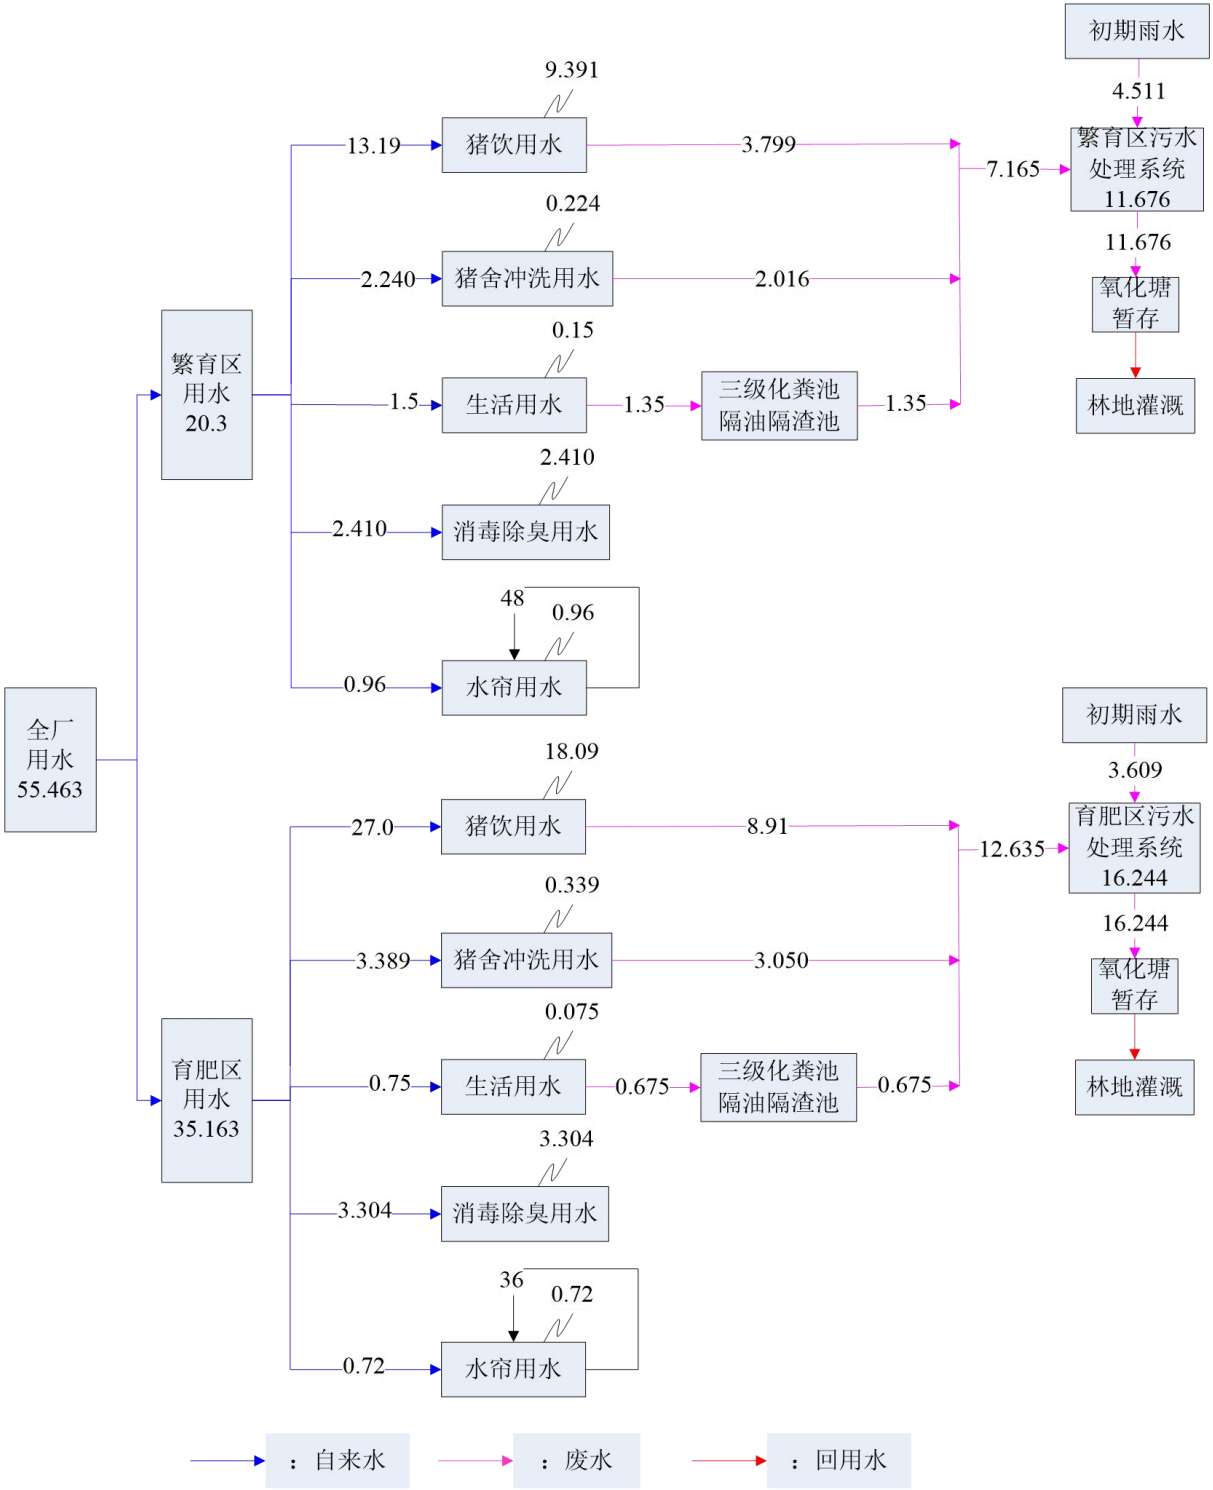 初期雨水
4.511
9.391
13.19
猪饮用水
3.799
7.165
繁育区污水
处理系统
11.676
11.676
0.224
2.240
猪舍冲洗用水
2.016
氧化塘
暂存
林地灌溉
繁育区
用水
20.3
0.15
1.5
生活用水
1.35
三级化粪池
隔油隔渣池
1.35
2.410
2.410
消毒除臭用水
48
0.96
0.96
水帘用水
全厂
用水
55.463
初期雨水
3.609
18.09
27.0
猪饮用水
8.91
12.635
育肥区污水
处理系统
16.244
16.244
0.339
3.389
猪舍冲洗用水
3.050
氧化塘
暂存
林地灌溉
育肥区
用水
35.163
0.075
0.75
生活用水
0.675
三级化粪池
隔油隔渣池
0.675
3.304
3.304
消毒除臭用水
36
0.72
0.72
水帘用水
：自来水
：废水
：回用水